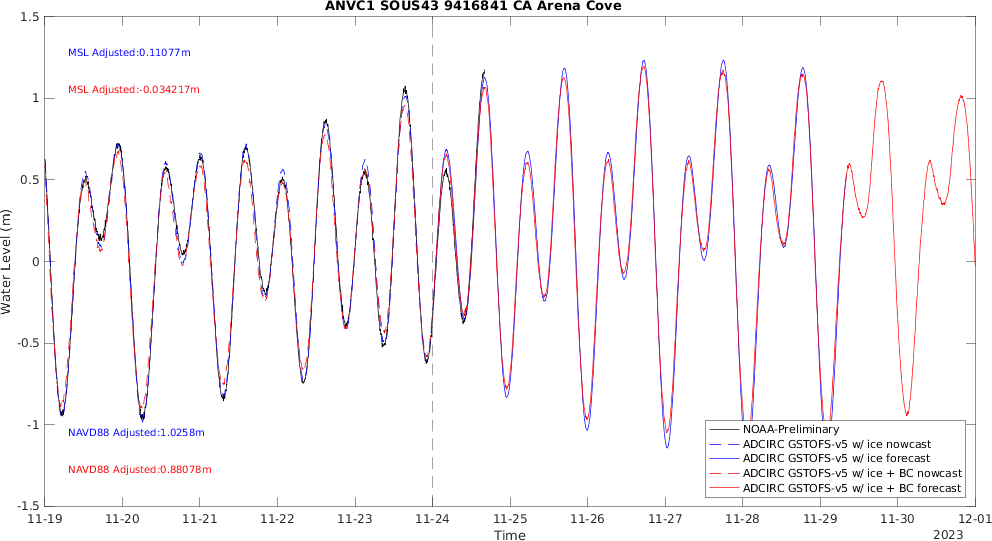 ANVC1 SOUS43 9416841 CA Arena Cove
1.5
1
0.5
0
-0.5
-1
-1.5
Water Level (m)
MSL Adjusted:0.11077m
MSL Adjusted:-0.034217m
NAVD88 Adjusted:1.0258m
NAVD88 Adjusted:0.88078m
NOAA-Preliminary
ADCIRC GSTOFS-v5 w/ ice nowcast
ADCIRC GSTOFS-v5 w/ ice forecast
ADCIRC GSTOFS-v5 w/ ice + BC nowcast
ADCIRC GSTOFS-v5 w/ ice + BC forecast
11-19 11-20 11-21 11-22 11-23 11-24 11-25 11-26 11-27 11-28 11-29 11-30 12-01
Time
2023